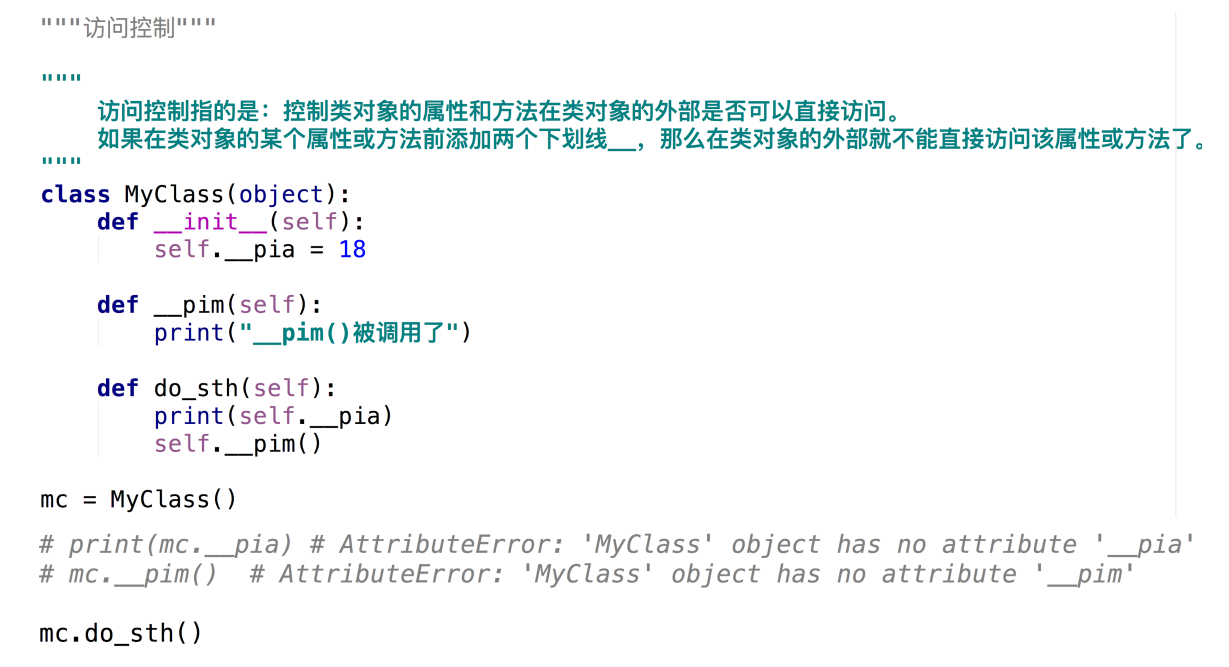 """访问控制"""
"""
    访问控制指的是：控制类对象的属性和方法在类对象的外部是否可以直接访问。
    如果在类对象的某个属性或方法前添加两个下划线__，那么在类对象的外部就不能直接访问该属性或方法了。
"""
class MyClass(object):
    def __init__(self):
        self.__pia = 18

    def __pim(self):
        print("__pim()被调用了")

    def do_sth(self):
        print(self.__pia)
        self.__pim()

mc = MyClass()
# print(mc.__pia) # AttributeError: 'MyClass' object has no attribute '__pia'
# mc.__pim()  # AttributeError: 'MyClass' object has no attribute '__pim'

mc.do_sth()